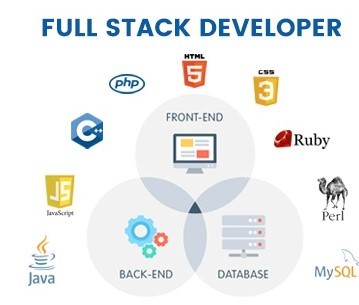 FULL STACK DEVELOPER
HTML
5
CSS
3
php
FRONT-END
C++
Ruby
JS
JavaScript
Perl
BACK-END
DATABASE
Java
MySQL